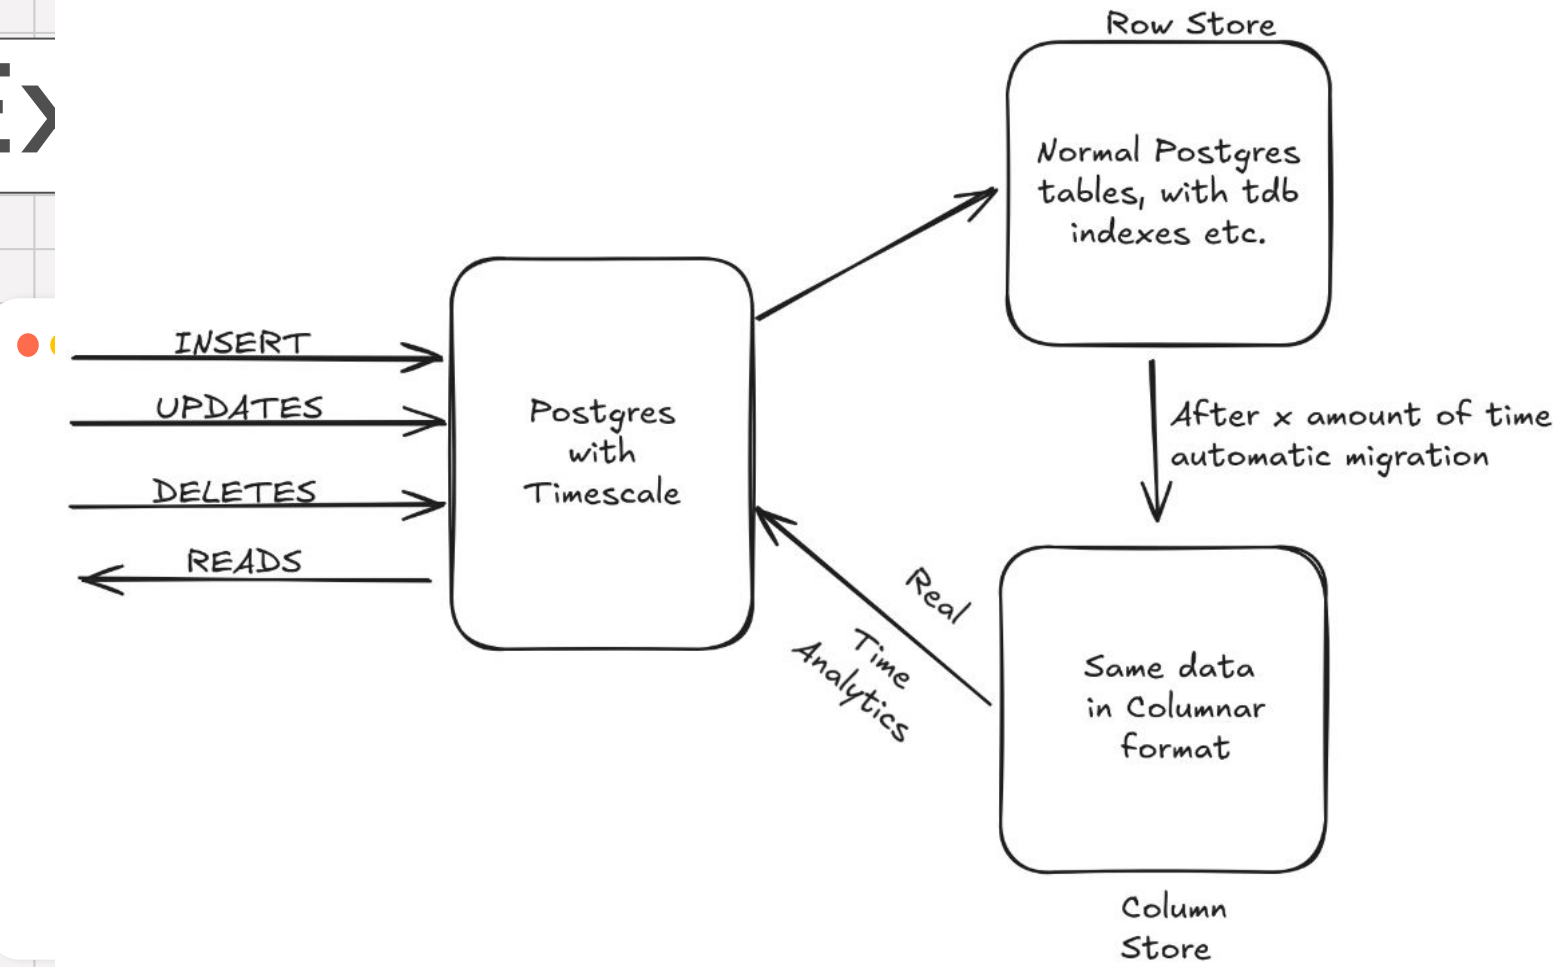 Row Store
Normal Postgres
tables, with tdb
indexes etc.
INSERT
UPDATES
DELETES
READS
Postgres
with
Timescale
After x amount of time
automatic migration
Real
Time
Analytics
Same data
in Columnar
format
Column
Store